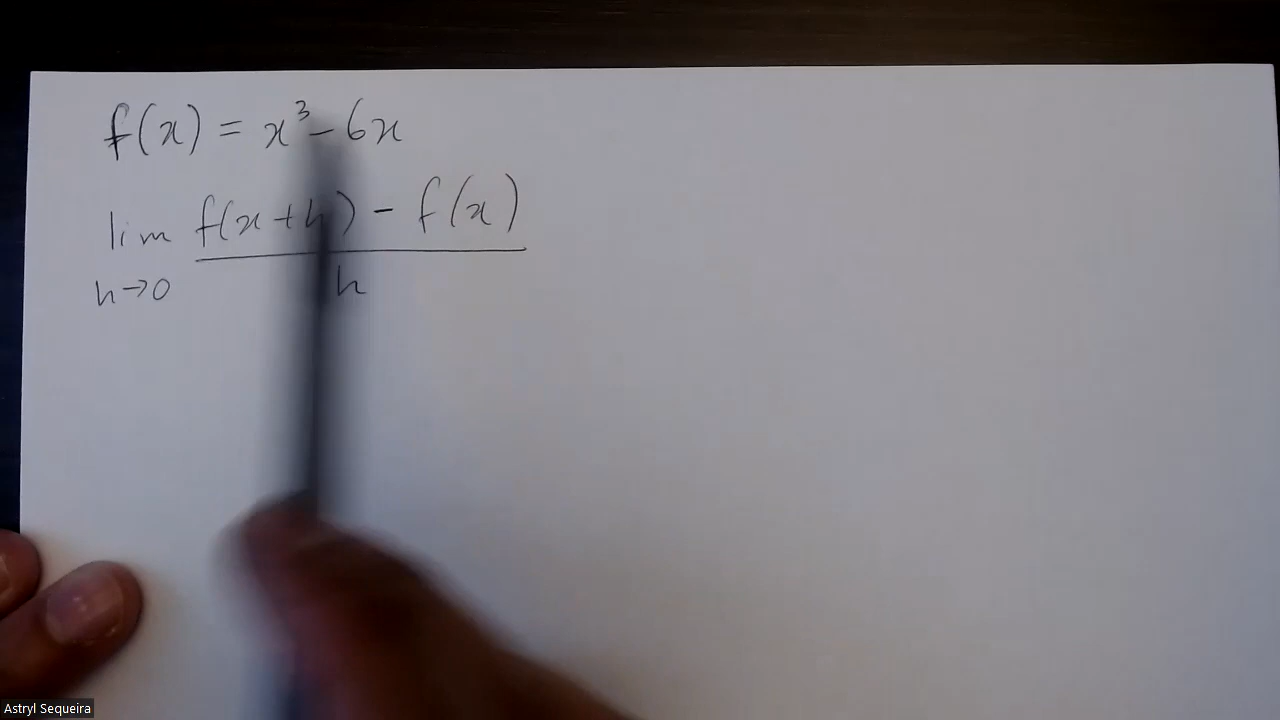 f(x) = x³ - 6x
lim f(x+h) - f(x)
h→0 h
Astryl Sequeira